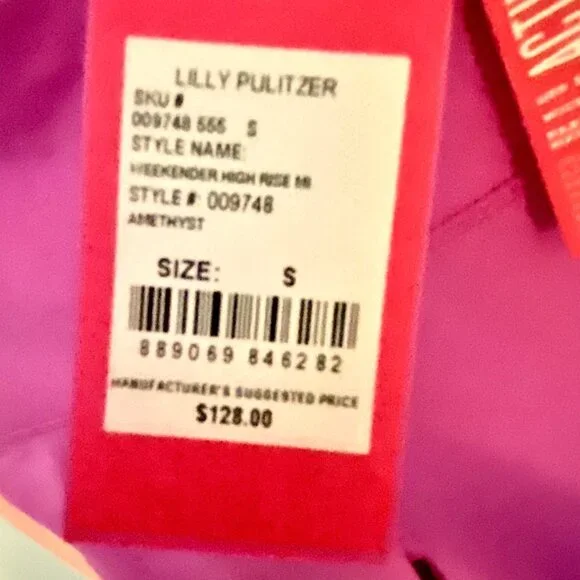 LILLY PULITZER
SKU #
009748 555 S
STYLE NAME:
WEEKENDER HIGH RISE MI
STYLE #: 009748
AMETHYST
SIZE: S
889069 846282
MANUFACTURER'S SUGGESTED PRICE
$128.00